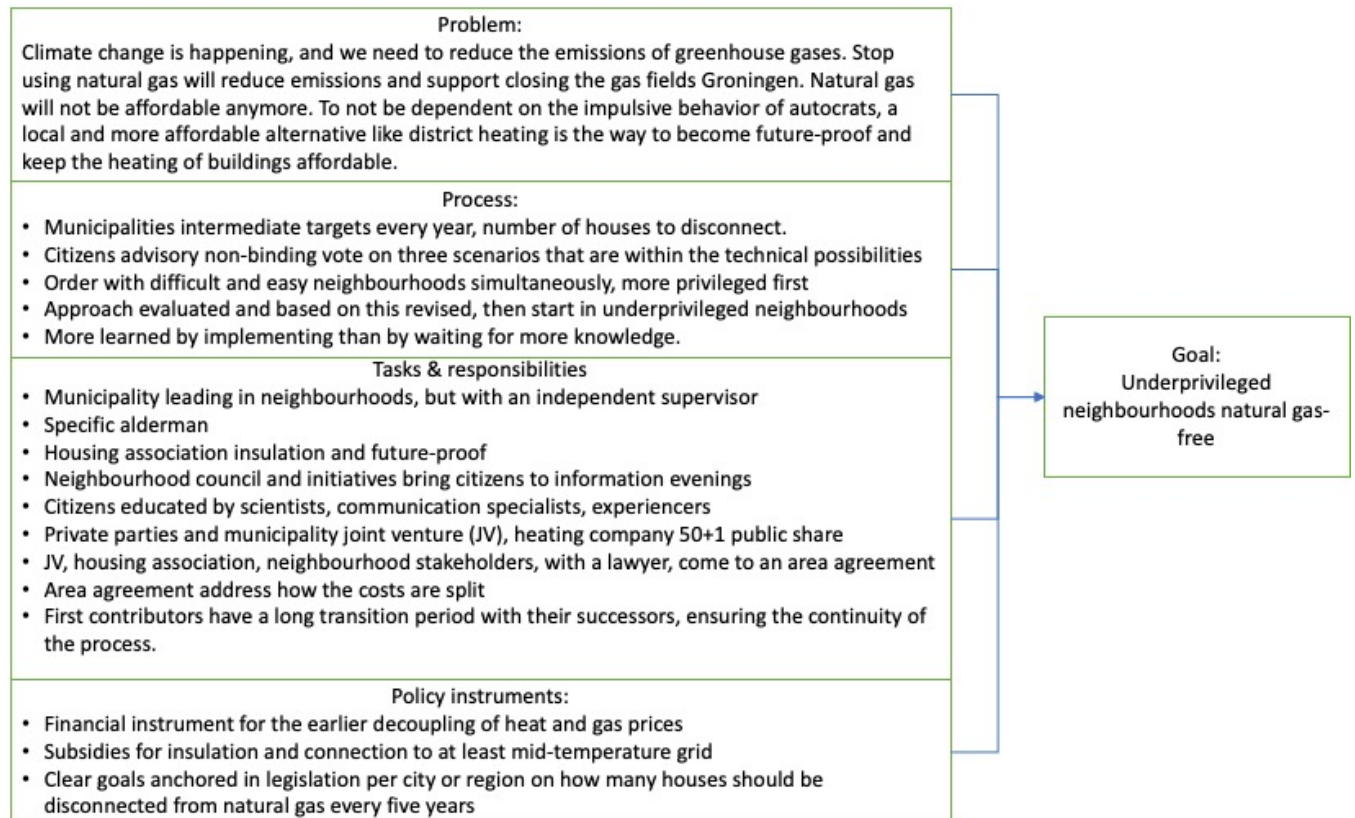 Problem:
Climate change is happening, and we need to reduce the emissions of greenhouse gases. Stop
using natural gas will reduce emissions and support closing the gas fields Groningen. Natural gas
will not be affordable anymore. To not be dependent on the impulsive behavior of autocrats, a
local and more affordable alternative like district heating is the way to become future-proof and
keep the heating of buildings affordable.
Process:
• Municipalities intermediate targets every year, number of houses to disconnect.
• Citizens advisory non-binding vote on three scenarios that are within the technical possibilities
• Order with difficult and easy neighbourhoods simultaneously, more privileged first
• Approach evaluated and based on this revised, then start in underprivileged neighbourhoods
• More learned by implementing than by waiting for more knowledge.
Tasks & responsibilities
• Municipality leading in neighbourhoods, but with an independent supervisor
• Specific alderman
• Housing association insulation and future-proof
• Neighbourhood council and initiatives bring citizens to information evenings
• Citizens educated by scientists, communication specialists, experiencers
• Private parties and municipality joint venture (JV), heating company 50+1 public share
• JV, housing association, neighbourhood stakeholders, with a lawyer, come to an area agreement
• Area agreement address how the costs are split
• First contributors have a long transition period with their successors, ensuring the continuity of
the process.
Policy instruments:
• Financial instrument for the earlier decoupling of heat and gas prices
• Subsidies for insulation and connection to at least mid-temperature grid
• Clear goals anchored in legislation per city or region on how many houses should be
disconnected from natural gas every five years
Goal:
Underprivileged
neighbourhoods natural gas-
free